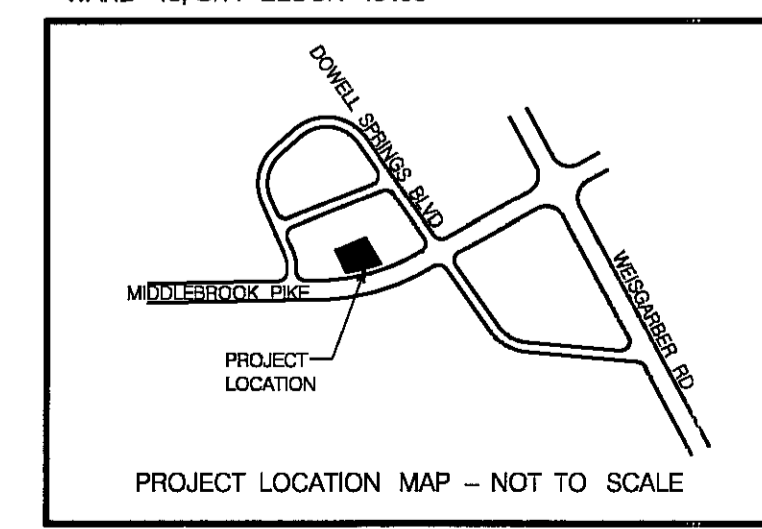 DOWELL SPRINGS BLVD
WEISGARBER RD
MIDDLEBROOK PIKE
PROJECT
LOCATION
PROJECT LOCATION MAP – NOT TO SCALE